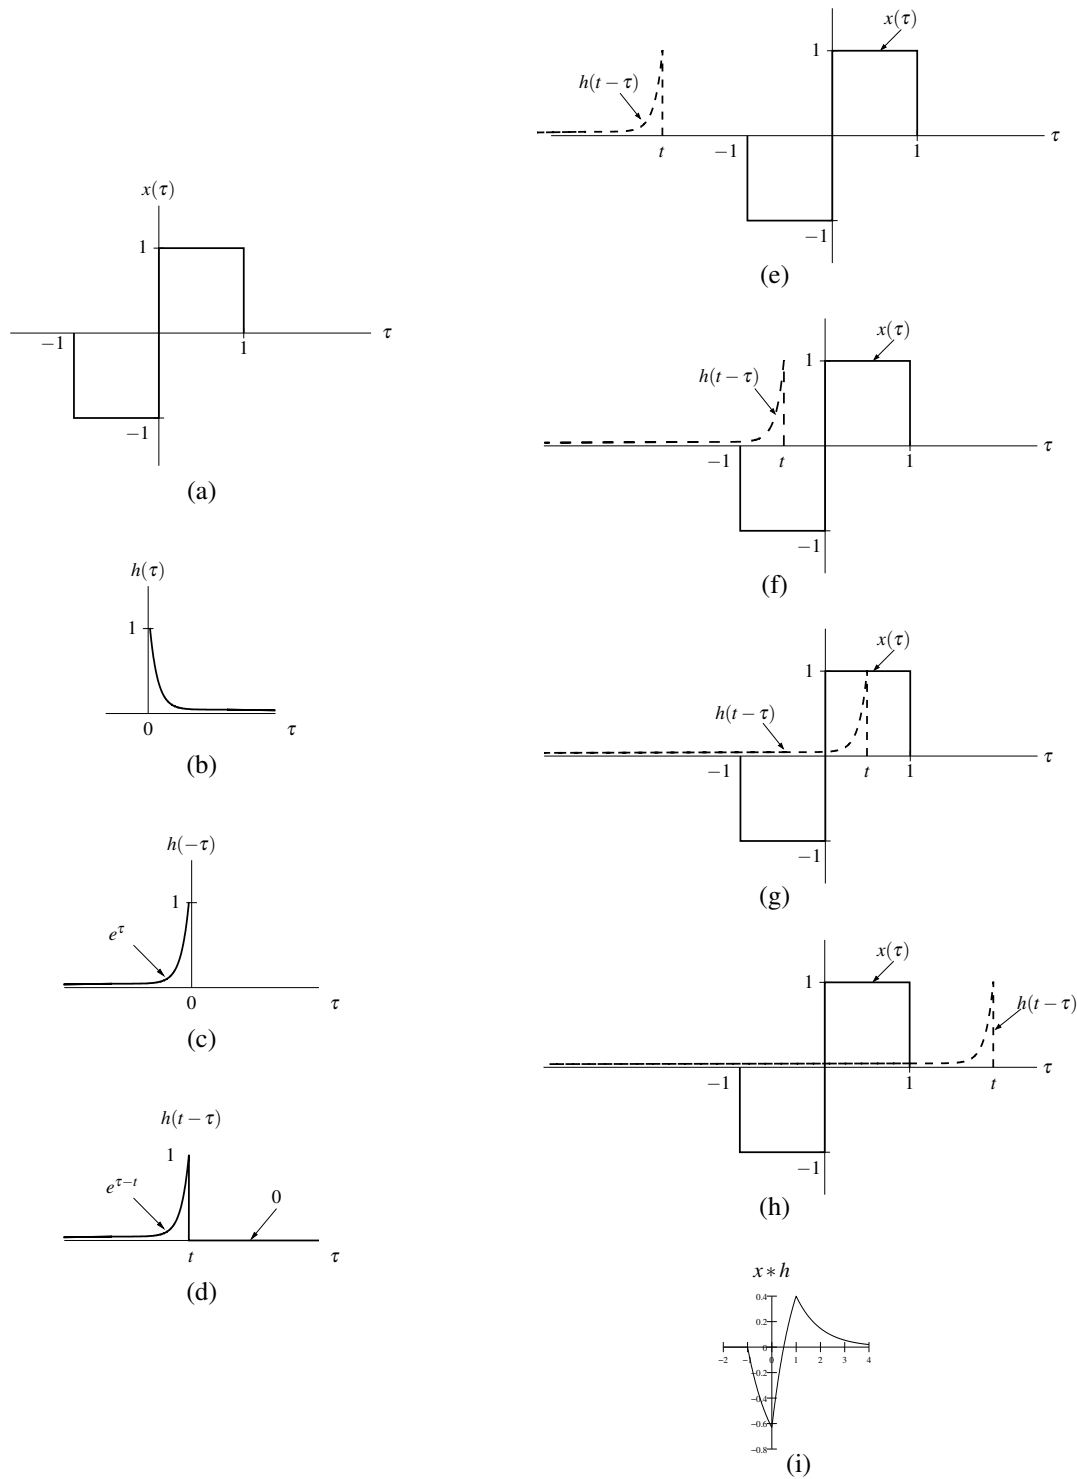 x(τ)
1
−1
1
τ
−1
(a)
h(τ)
1
0
τ
(b)
h(−τ)
1
e^τ
0
τ
(c)
h(t−τ)
1
e^{τ−t}
0
t
τ
(d)
x(τ)
1
h(t−τ)
τ
t
−1
1
−1
(e)
x(τ)
1
h(t−τ)
τ
−1
t
1
−1
(f)
x(τ)
1
h(t−τ)
τ
−1
t
1
−1
(g)
x(τ)
1
h(t−τ)
τ
−1
1
t
−1
(h)
x∗h
0.4
0.2
0
−2 −1 0 1 2 3 4
−0.2
−0.4
−0.6
−0.8
(i)